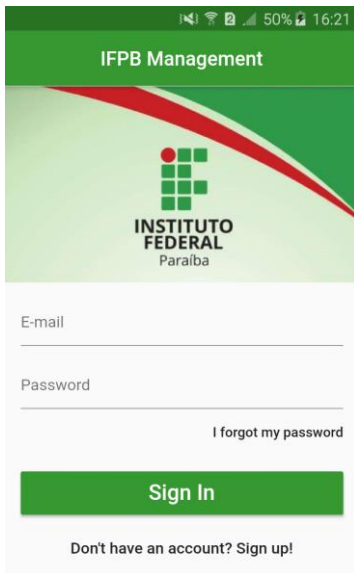 2 50% 16:21
IFPB Management
INSTITUTO
FEDERAL
Paraíba
E-mail
Password
I forgot my password
Sign In
Don't have an account? Sign up!